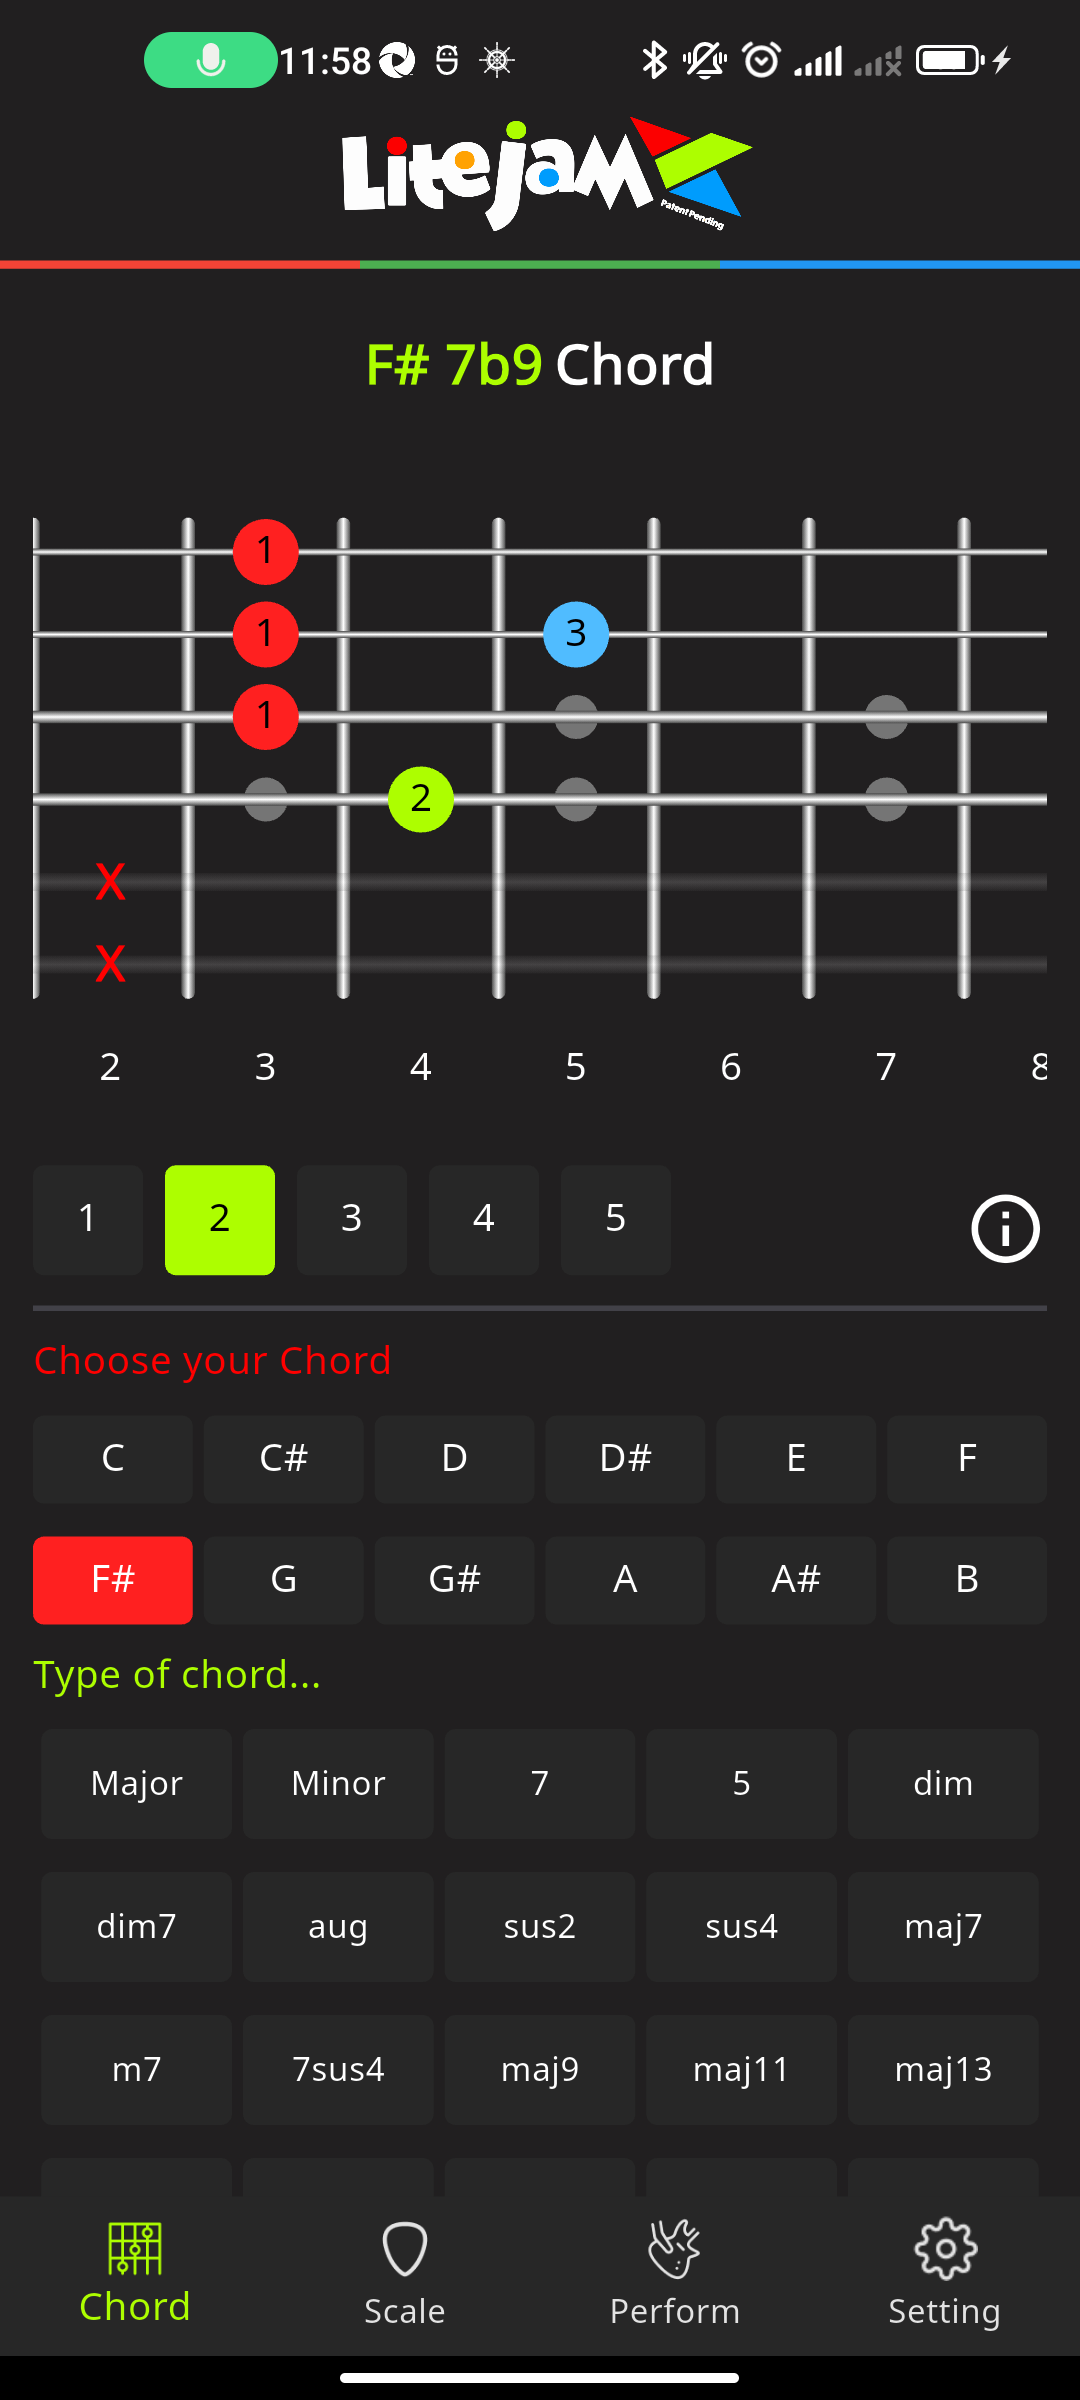 11:58
Litejam
Patent Pending
F# 7b9 Chord
1
1 3
1
2
X
X
2 3 4 5 6 7 8
1 2 3 4 5
Choose your Chord
C C# D D# E F
F# G G# A A# B
Type of chord...
Major Minor 7 5 dim
dim7 aug sus2 sus4 maj7
m7 7sus4 maj9 maj11 maj13
Chord Scale Perform Setting